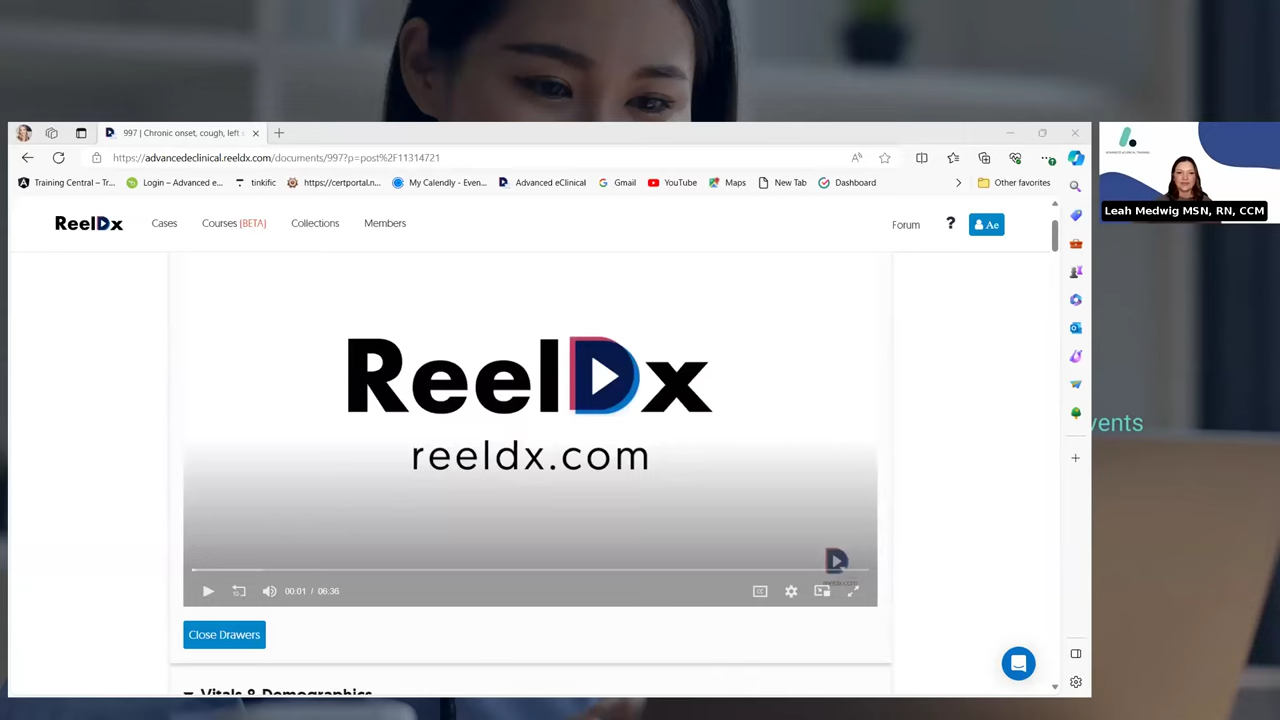 997 | Chronic onset, cough, left
https://advancedeclinical.reeldx.com/documents/997?p=post%2F11314721
Training Central – Tr...
Login – Advanced e...
tinkific
https://certportal.n...
My Calendly - Even...
Advanced eClinical
Gmail
YouTube
Maps
New Tab
Dashboard
Other favorites
ReelDx
Cases
Courses [BETA]
Collections
Members
Forum
?
Ae
Leah Medwig MSN, RN, CCM
ReelDx
reeldx.com
vents
00:01 / 06:36
CC
Close Drawers
Vitals & Demographics